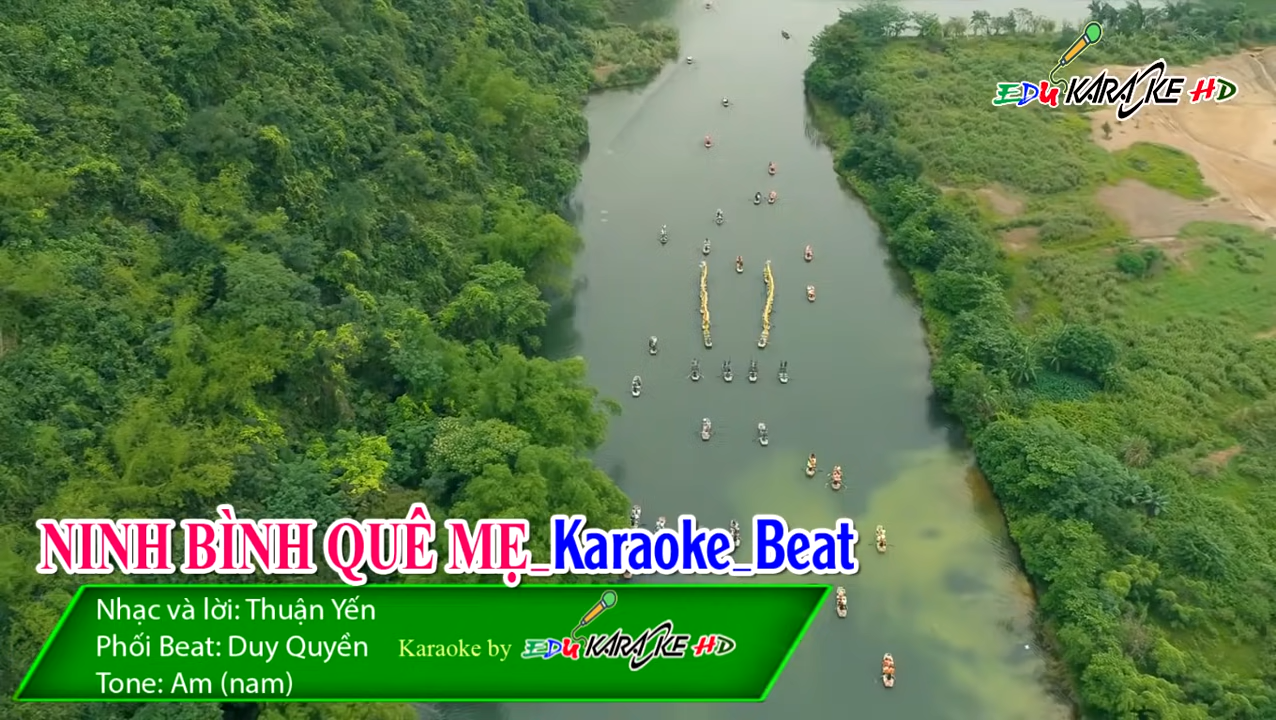 EDU KARAOKE HD
NINH BÌNH QUÊ MẸ_Karaoke_Beat
Nhạc và lời: Thuận Yến
Phối Beat: Duy Quyền
Karaoke by EDU KARAOKE HD
Tone: Am (nam)